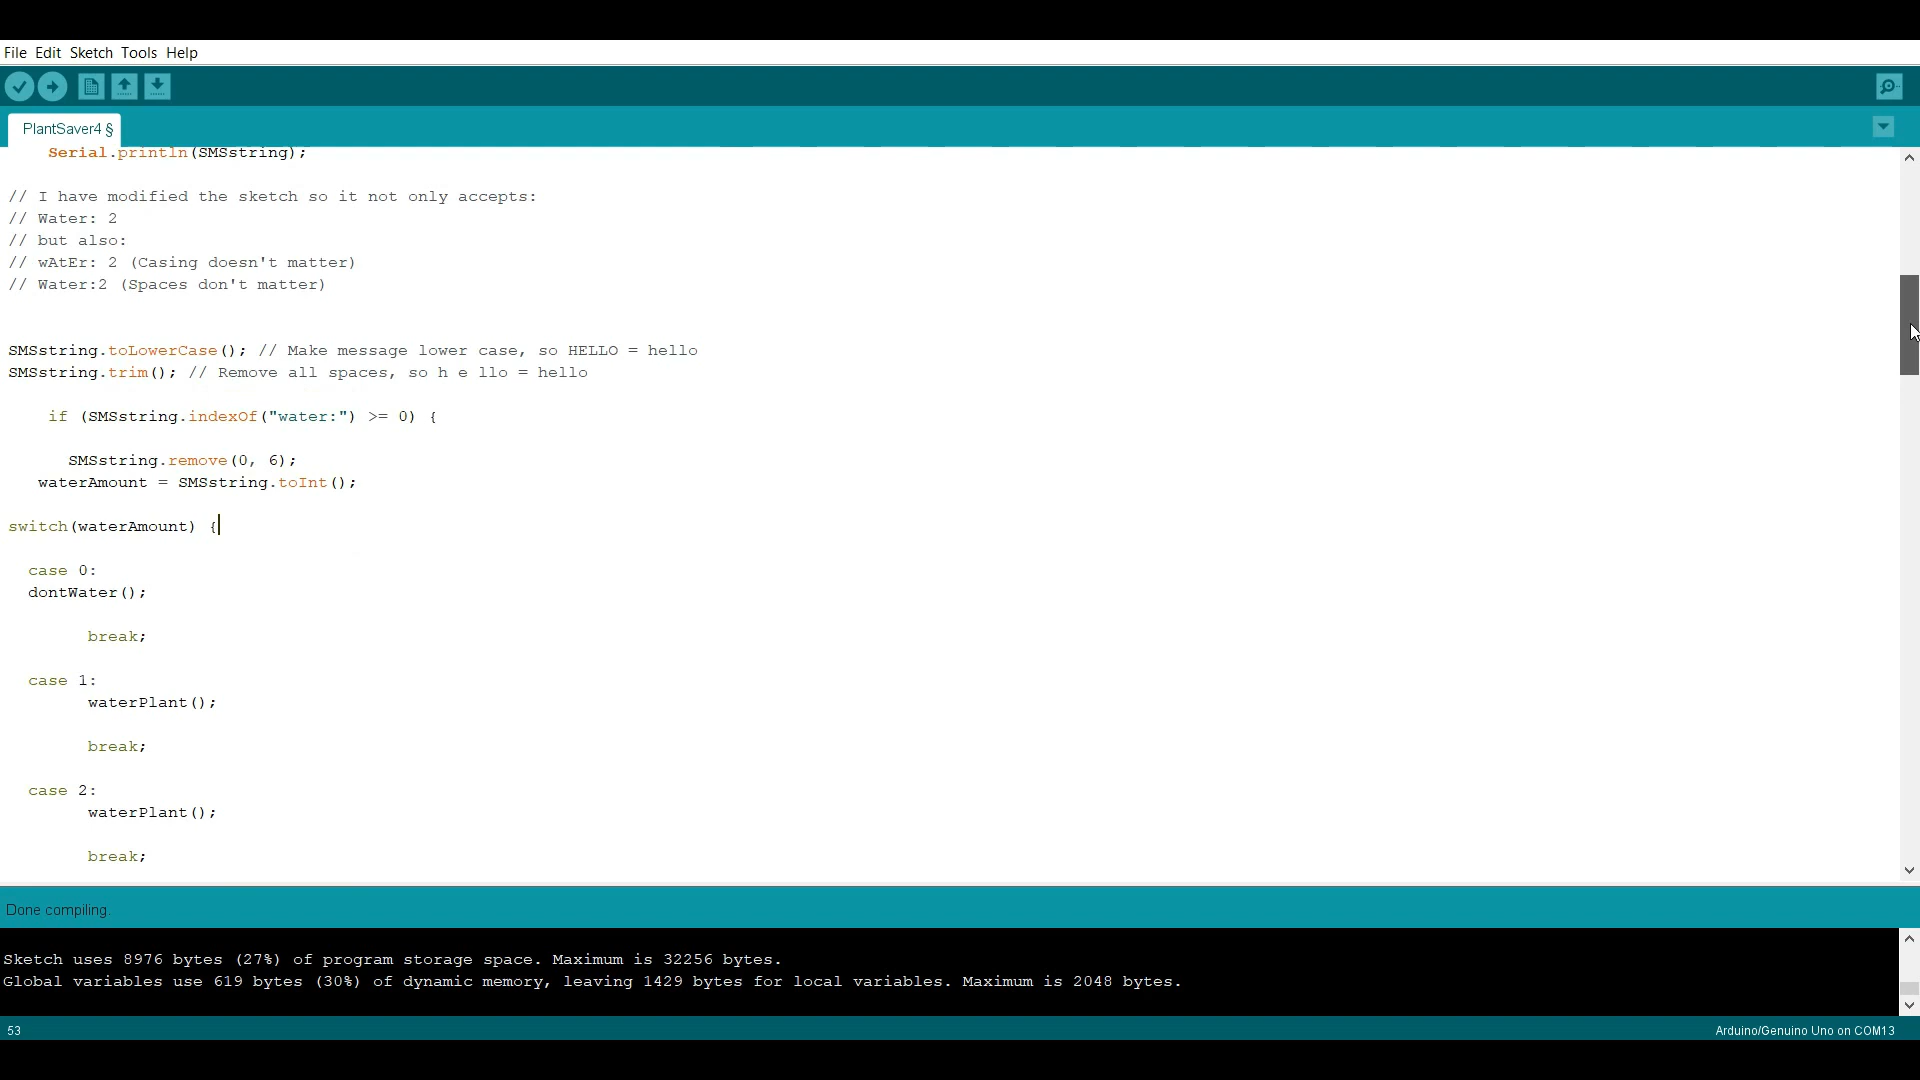 File Edit Sketch Tools Help
PlantSaver4 §
Serial.println(SMSstring);
// I have modified the sketch so it not only accepts:
// Water: 2
// but also:
// wAtEr: 2 (Casing doesn't matter)
// Water:2 (Spaces don't matter)
SMSstring.toLowerCase(); // Make message lower case, so HELLO = hello
SMSstring.trim(); // Remove all spaces, so h e llo = hello
if (SMSstring.indexOf("water:") >= 0) {
SMSstring.remove(0, 6);
waterAmount = SMSstring.toInt();
switch(waterAmount) {
case 0:
dontWater();
break;
case 1:
waterPlant();
break;
case 2:
waterPlant();
break;
Done compiling.
Sketch uses 8976 bytes (27%) of program storage space. Maximum is 32256 bytes.
Global variables use 619 bytes (30%) of dynamic memory, leaving 1429 bytes for local variables. Maximum is 2048 bytes.
53
Arduino/Genuino Uno on COM13